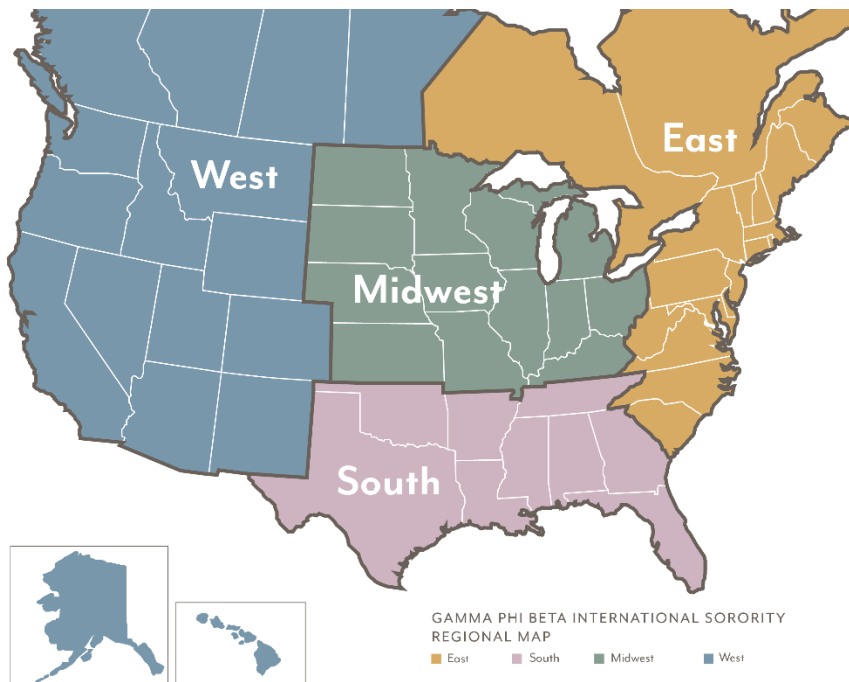 East
West
Midwest
South
GAMMA PHI BETA INTERNATIONAL SORORITY
REGIONAL MAP
East South Midwest West